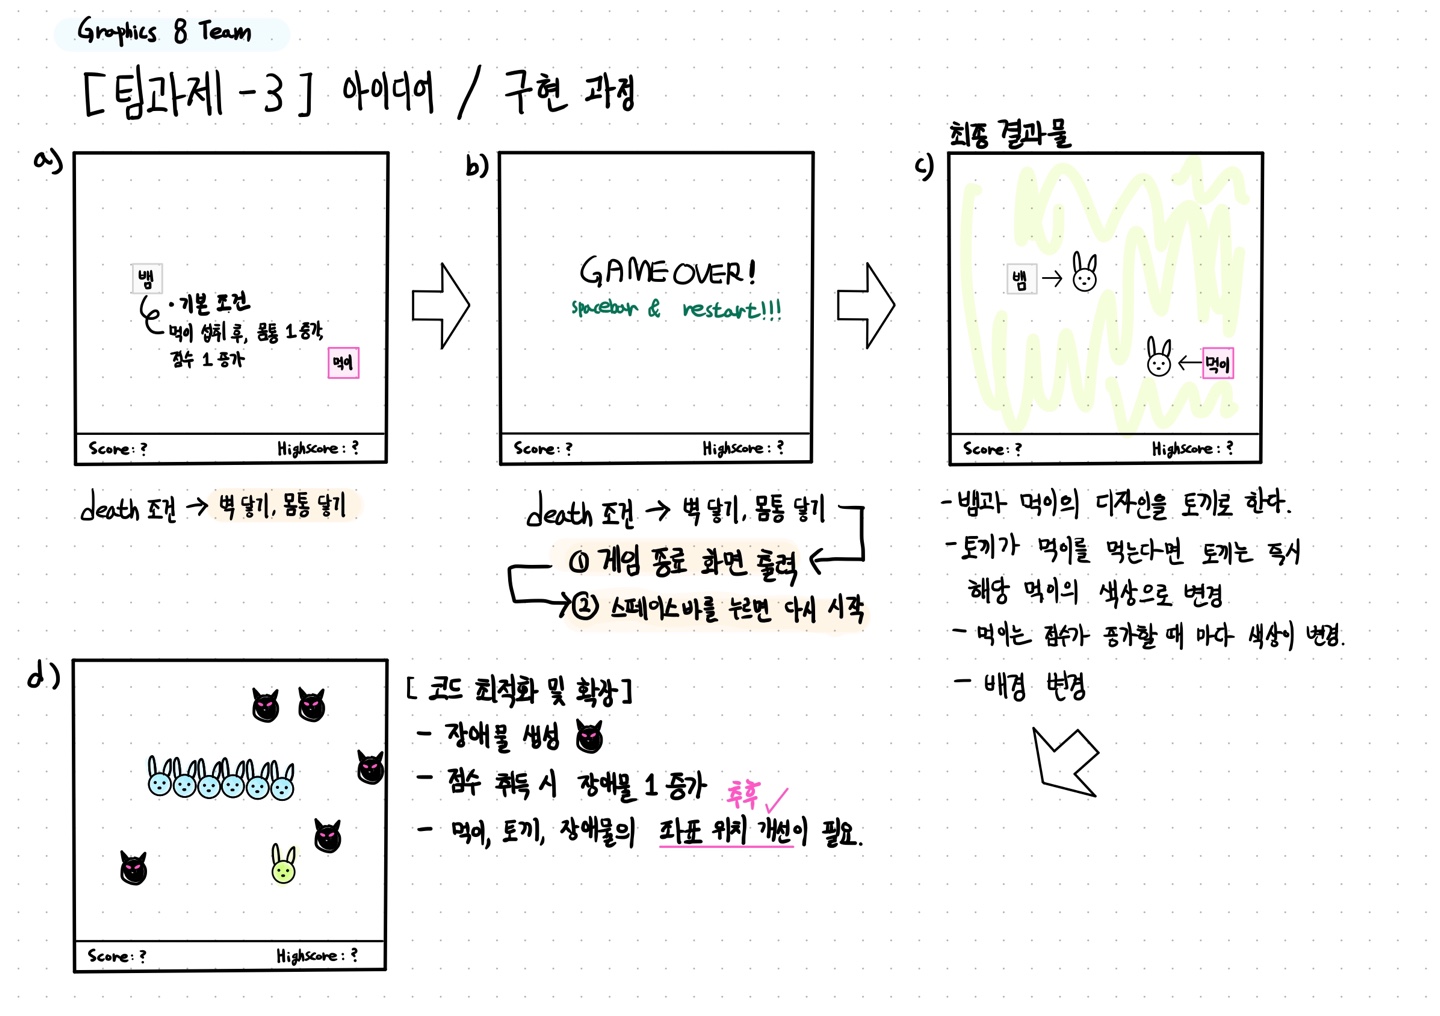 Graphics 8 Team
[팀과제 - 3] 아이디어 / 구현 과정
a)
뱀
· 기본 조건
먹이 섭취 후, 몸통 1 증가,
점수 1 증가
먹이
Score: ?
Highscore: ?
death 조건 → 벽 닿기, 몸통 닿기
b)
GAME OVER!
spacebar & restart!!!
Score: ?
Highscore: ?
death 조건 → 벽 닿기, 몸통 닿기
① 게임 종료 화면 출력
② 스페이스바를 누르면 다시 시작
최종 결과물
c)
뱀 →
← 먹이
Score: ?
Highscore: ?
- 뱀과 먹이의 디자인을 토끼로 한다.
- 토끼가 먹이를 먹는다면 토끼는 즉시
해당 먹이의 색상으로 변경
- 먹이는 점수가 증가할 때 마다 색상이 변경.
- 배경 변경
d)
Score: ?
Highscore: ?
[코드 최적화 및 확장]
- 장애물 생성
- 점수 취득 시 장애물 1 증가
추후 ✓
- 먹이, 토끼, 장애물의 좌표 위치 개선이 필요.